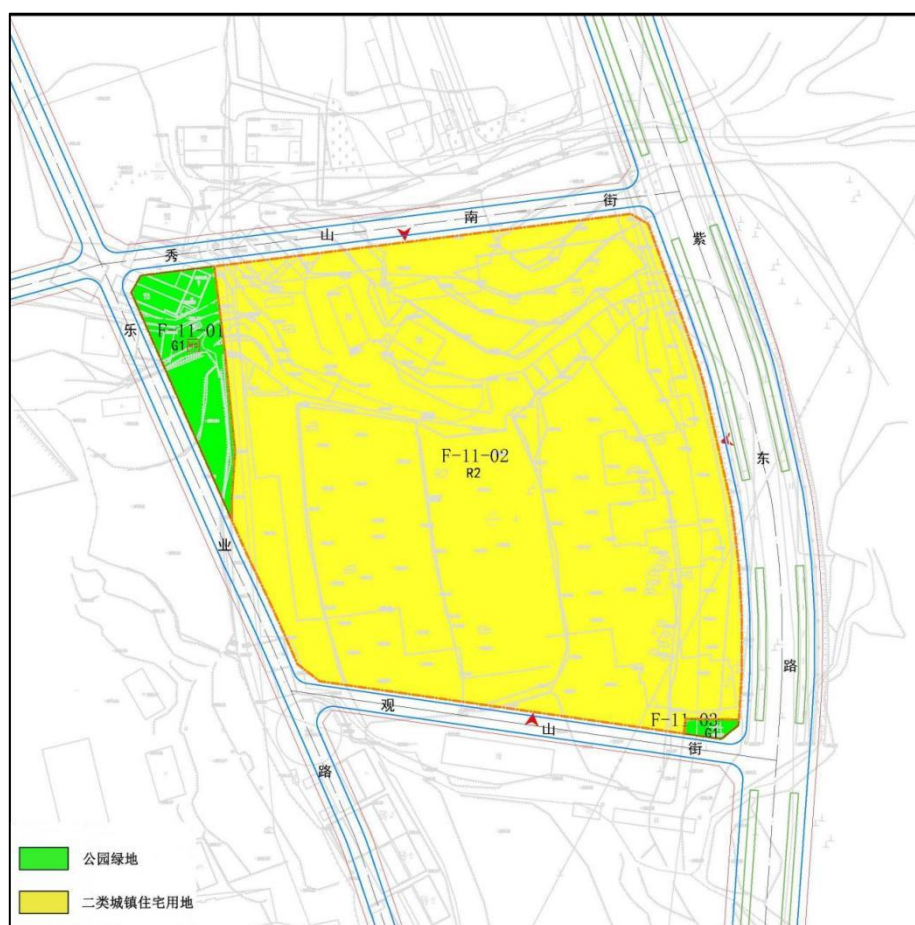 秀山南街
紫东路
乐业路
F-11-01
G1
F-11-02
R2
观山街
F-11-03
G1
公园绿地
二类城镇住宅用地